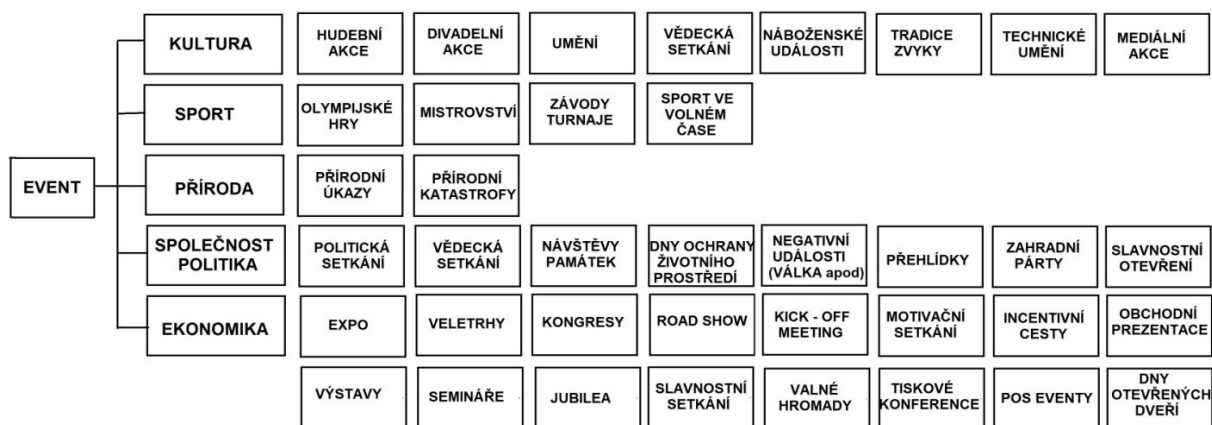 EVENT
KULTURA
HUDEBNÍ
AKCE
DIVADELNÍ
AKCE
UMĚNÍ
VĚDECKÁ
SETKÁNÍ
NÁBOŽENSKÉ
UDÁLOSTI
TRADICE
ZVYKY
TECHNICKÉ
UMĚNÍ
MEDIÁLNÍ
AKCE
SPORT
OLYMPIJSKÉ
HRY
MISTROVSTVÍ
ZÁVODY
TURNAJE
SPORT VE
VOLNÉM
ČASE
PŘÍRODA
PŘÍRODNÍ
ÚKAZY
PŘÍRODNÍ
KATASTROFY
SPOLEČNOST
POLITIKA
POLITICKÁ
SETKÁNÍ
VĚDECKÁ
SETKÁNÍ
NÁVŠTĚVY
PAMÁTEK
DNY OCHRANY
ŽIVOTNÍHO
PROSTŘEDÍ
NEGATIVNÍ
UDÁLOSTI
(VÁLKA apod)
PŘEHLÍDKY
ZAHRADNÍ
PÁRTY
SLAVNOSTNÍ
OTEVŘENÍ
EKONOMIKA
EXPO
VELETRHY
KONGRESY
ROAD SHOW
KICK - OFF
MEETING
MOTIVAČNÍ
SETKÁNÍ
INCENTIVNÍ
CESTY
OBCHODNÍ
PREZENTACE
VÝSTAVY
SEMINÁŘE
JUBILEA
SLAVNOSTNÍ
SETKÁNÍ
VALNÉ
HROMADY
TISKOVÉ
KONFERENCE
POS EVENTY
DNY
OTEVŘENÝCH
DVEŘÍ